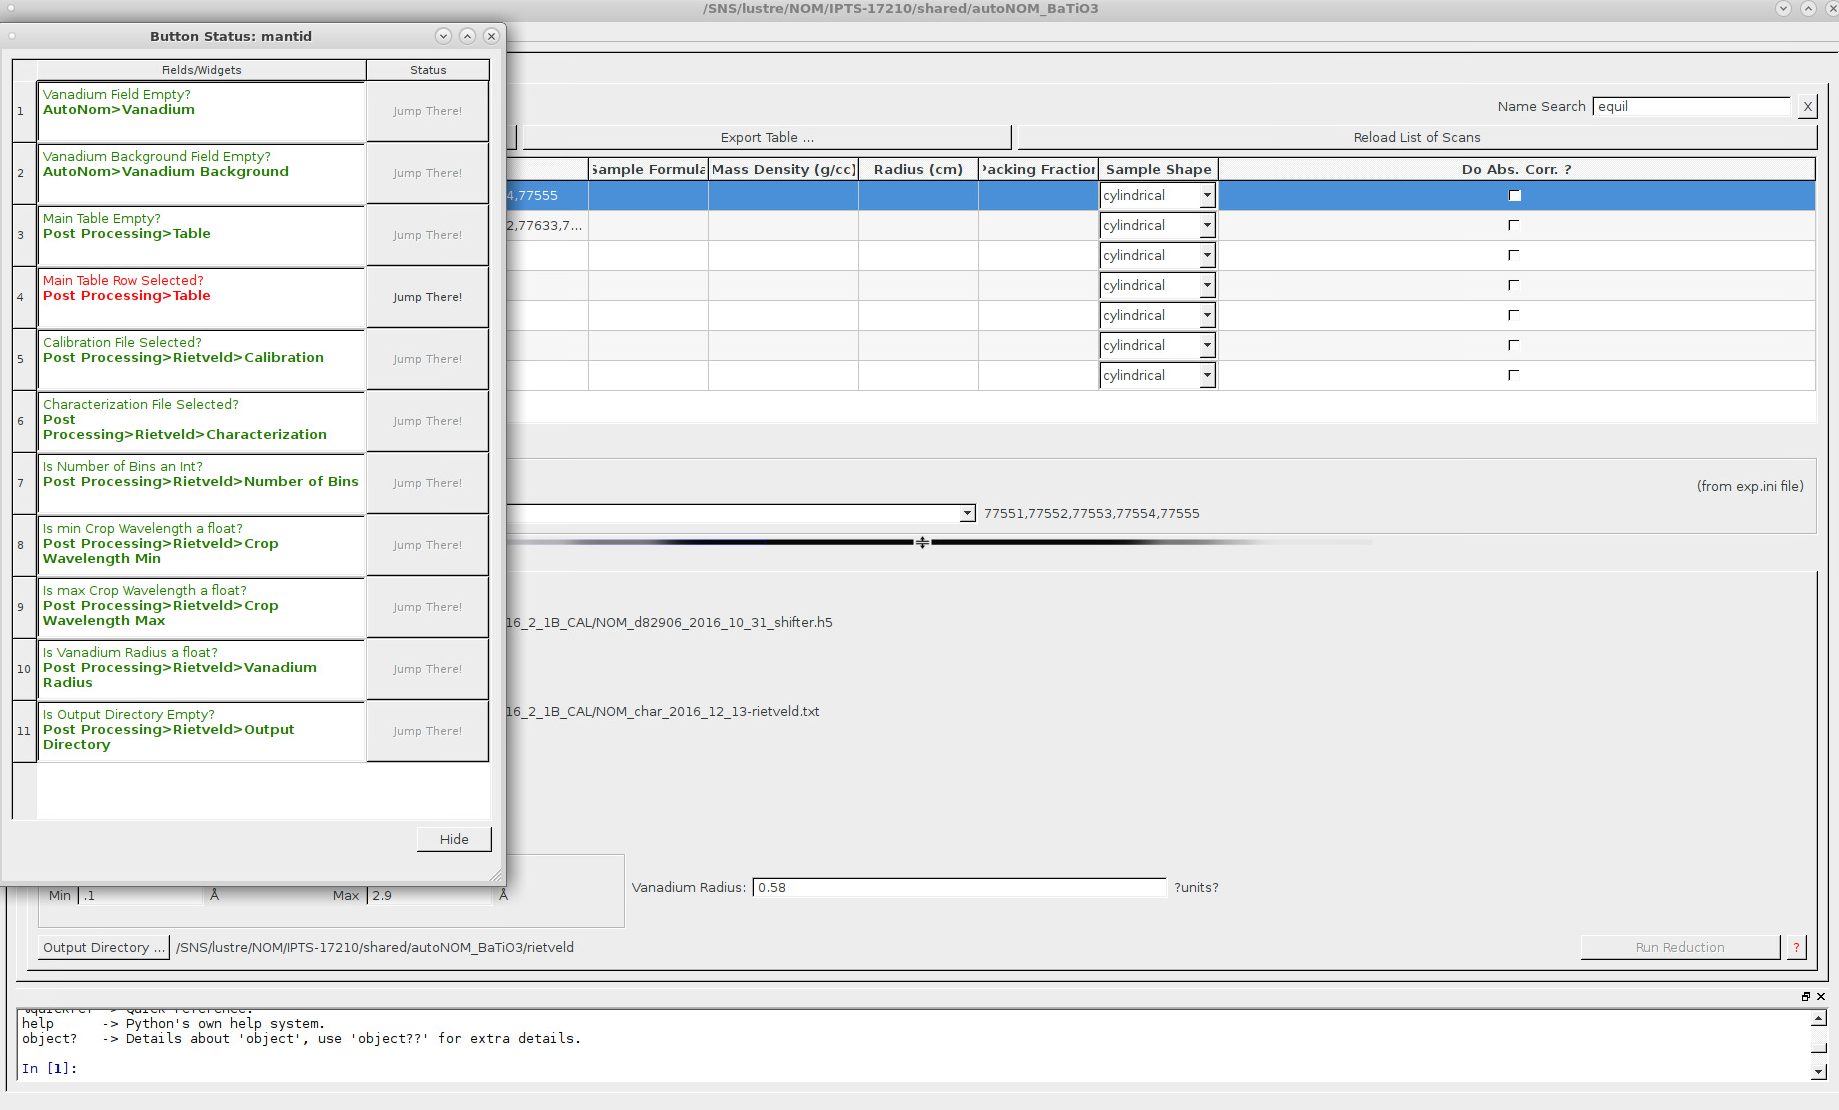 /SNS/lustre/NOM/IPTS-17210/shared/autoNOM_BaTiO3
Button Status: mantid
Fields/Widgets Status
1 Vanadium Field Empty?
AutoNom>Vanadium
Jump There!
2 Vanadium Background Field Empty?
AutoNom>Vanadium Background
Jump There!
3 Main Table Empty?
Post Processing>Table
Jump There!
4 Main Table Row Selected?
Post Processing>Table
Jump There!
5 Calibration File Selected?
Post Processing>Rietveld>Calibration
Jump There!
6 Characterization File Selected?
Post
Processing>Rietveld>Characterization
Jump There!
7 Is Number of Bins an Int?
Post Processing>Rietveld>Number of Bins
Jump There!
8 Is min Crop Wavelength a float?
Post Processing>Rietveld>Crop
Wavelength Min
Jump There!
9 Is max Crop Wavelength a float?
Post Processing>Rietveld>Crop
Wavelength Max
Jump There!
10 Is Vanadium Radius a float?
Post Processing>Rietveld>Vanadium
Radius
Jump There!
11 Is Output Directory Empty?
Post Processing>Rietveld>Output
Directory
Jump There!
Hide
Name Search equil X
Export Table ... Reload List of Scans
Sample Formula Mass Density (g/cc) Radius (cm) Packing Fraction Sample Shape Do Abs. Corr. ?
4,77555 cylindrical
2,77633,7... cylindrical
cylindrical
cylindrical
cylindrical
cylindrical
cylindrical
(from exp.ini file)
77551,77552,77553,77554,77555
16_2_1B_CAL/NOM_d82906_2016_10_31_shifter.h5
16_2_1B_CAL/NOM_char_2016_12_13-rietveld.txt
Min .1 Å Max 2.9 Å
Vanadium Radius: 0.58 ?units?
Output Directory ... /SNS/lustre/NOM/IPTS-17210/shared/autoNOM_BaTiO3/rietveld
Run Reduction ?
%quickref -> Quick reference.
help -> Python's own help system.
object? -> Details about 'object', use 'object??' for extra details.
In [1]: